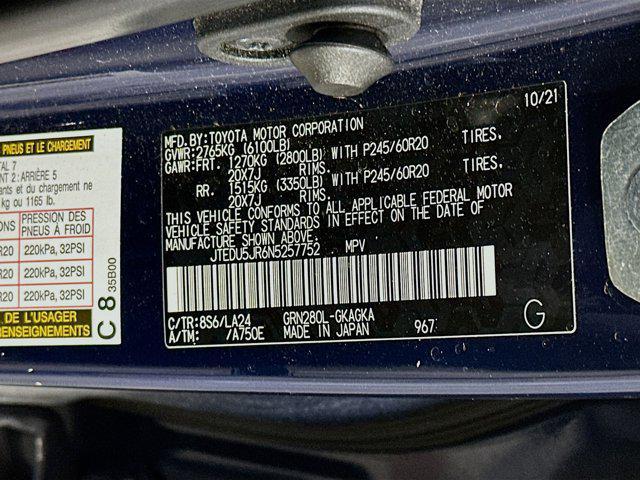 PNEUS ET LE CHARGEMENT
TAL 7
NT 2: ARRIÈRE 5
ants et du chargement ne
kg ou 1165 lb.
ONS PRESSION DES PNEUS À FROID
R20 220kPa, 32PSI
R20 220kPa, 32PSI
R20 220kPa, 32PSI
DE L'USAGER
RENSEIGNEMENTS
C 8 35B00
10/21
MFD.BY:TOYOTA MOTOR CORPORATION
GVWR:2765KG (6100LB)
GAWR:FRT. 1270KG (2800LB) WITH P245/60R20 TIRES,
20X7J RIMS.
RR. 1515KG (3350LB) WITH P245/60R20 TIRES,
20X7J RIMS.
THIS VEHICLE CONFORMS TO ALL APPLICABLE FEDERAL MOTOR
VEHICLE SAFETY STANDARDS IN EFFECT ON THE DATE OF
MANUFACTURE SHOWN ABOVE.
JTEDU5JR6N5257752 MPV
C/TR:8S6/LA24 GRN280L-GKAGKA
A/TM: /A750E MADE IN JAPAN 967
G